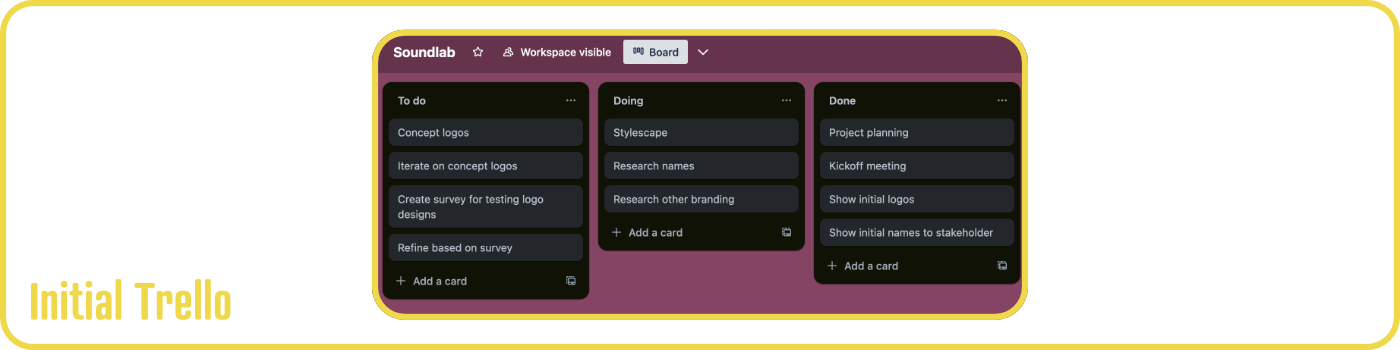 Soundlab
Workspace visible
Board
To do
Concept logos
Iterate on concept logos
Create survey for testing logo
designs
Refine based on survey
Add a card
Doing
Stylescape
Research names
Research other branding
Add a card
Done
Project planning
Kickoff meeting
Show initial logos
Show initial names to stakeholder
Add a card
Initial Trello